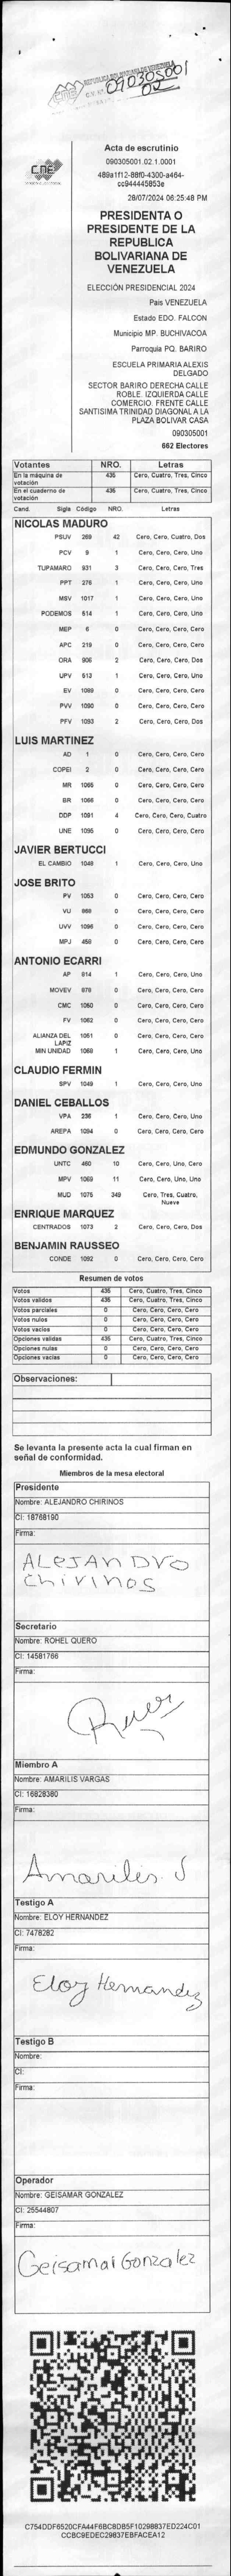 REPUBLICA BOLIVARIANA DE VENEZUELA
CNE
090305001
02
CNE
Acta de escrutinio
090305001.02.1.0001
489a1f12-88f0-4300-a464-
cc944445853e
28/07/2024 06:25:48 PM
PRESIDENTA O
PRESIDENTE DE LA
REPUBLICA
BOLIVARIANA DE
VENEZUELA
ELECCIÓN PRESIDENCIAL 2024
Pais VENEZUELA
Estado EDO. FALCON
Municipio MP. BUCHIVACOA
Parroquia PQ. BARIRO
ESCUELA PRIMARIA ALEXIS
DELGADO
SECTOR BARIRO DERECHA CALLE
ROBLE. IZQUIERDA CALLE
COMERCIO. FRENTE CALLE
SANTISIMA TRINIDAD DIAGONAL A LA
PLAZA BOLIVAR CASA
090305001
662 Electores
Votantes NRO. Letras
En la máquina de votación 435 Cero, Cuatro, Tres, Cinco
En el cuaderno de votación 435 Cero, Cuatro, Tres, Cinco
Cand. Sigla Código NRO. Letras
NICOLAS MADURO
PSUV 269 42 Cero, Cero, Cuatro, Dos
PCV 9 1 Cero, Cero, Cero, Uno
TUPAMARO 931 3 Cero, Cero, Cero, Tres
PPT 276 1 Cero, Cero, Cero, Uno
MSV 1017 1 Cero, Cero, Cero, Uno
PODEMOS 514 1 Cero, Cero, Cero, Uno
MEP 6 0 Cero, Cero, Cero, Cero
APC 219 0 Cero, Cero, Cero, Cero
ORA 906 2 Cero, Cero, Cero, Dos
UPV 513 1 Cero, Cero, Cero, Uno
EV 1089 0 Cero, Cero, Cero, Cero
PVV 1090 0 Cero, Cero, Cero, Cero
PFV 1093 2 Cero, Cero, Cero, Dos
LUIS MARTINEZ
AD 1 0 Cero, Cero, Cero, Cero
COPEI 2 0 Cero, Cero, Cero, Cero
MR 1065 0 Cero, Cero, Cero, Cero
BR 1066 0 Cero, Cero, Cero, Cero
DDP 1091 4 Cero, Cero, Cero, Cuatro
UNE 1095 0 Cero, Cero, Cero, Cero
JAVIER BERTUCCI
EL CAMBIO 1048 1 Cero, Cero, Cero, Uno
JOSE BRITO
PV 1053 0 Cero, Cero, Cero, Cero
VU 868 0 Cero, Cero, Cero, Cero
UVV 1096 0 Cero, Cero, Cero, Cero
MPJ 458 0 Cero, Cero, Cero, Cero
ANTONIO ECARRI
AP 814 1 Cero, Cero, Cero, Uno
MOVEV 878 0 Cero, Cero, Cero, Cero
CMC 1050 0 Cero, Cero, Cero, Cero
FV 1062 0 Cero, Cero, Cero, Cero
ALIANZA DEL LAPIZ 1051 0 Cero, Cero, Cero, Cero
MIN UNIDAD 1068 1 Cero, Cero, Cero, Uno
CLAUDIO FERMIN
SPV 1049 1 Cero, Cero, Cero, Uno
DANIEL CEBALLOS
VPA 236 1 Cero, Cero, Cero, Uno
AREPA 1094 0 Cero, Cero, Cero, Cero
EDMUNDO GONZALEZ
UNTC 460 10 Cero, Cero, Uno, Cero
MPV 1069 11 Cero, Cero, Uno, Uno
MUD 1075 349 Cero, Tres, Cuatro,
Nueve
ENRIQUE MARQUEZ
CENTRADOS 1073 2 Cero, Cero, Cero, Dos
BENJAMIN RAUSSEO
CONDE 1092 0 Cero, Cero, Cero, Cero
Resumen de votos
Votos 435 Cero, Cuatro, Tres, Cinco
Votos validos 435 Cero, Cuatro, Tres, Cinco
Votos parciales 0 Cero, Cero, Cero, Cero
Votos nulos 0 Cero, Cero, Cero, Cero
Votos vacios 0 Cero, Cero, Cero, Cero
Opciones validas 435 Cero, Cuatro, Tres, Cinco
Opciones nulas 0 Cero, Cero, Cero, Cero
Opciones vacias 0 Cero, Cero, Cero, Cero
Observaciones:
Se levanta la presente acta la cual firman en
señal de conformidad.
Miembros de la mesa electoral
Presidente
Nombre: ALEJANDRO CHIRINOS
CI: 18768190
Firma:
ALEJANDRO
Chirinos
Secretario
Nombre: ROHEL QUERO
CI: 14581766
Firma:
Miembro A
Nombre: AMARILIS VARGAS
CI: 16828380
Firma:
Amarilis. V
Testigo A
Nombre: ELOY HERNANDEZ
CI: 7478282
Firma:
Eloy Hernandez
Testigo B
Nombre:
CI:
Firma:
Operador
Nombre: GEISAMAR GONZALEZ
CI: 25544807
Firma:
Geisamar Gonzalez
C754DDF6520CFA44F6BC8DB5F10298837ED224C01
CCBC9EDEC29837EBFACEA12